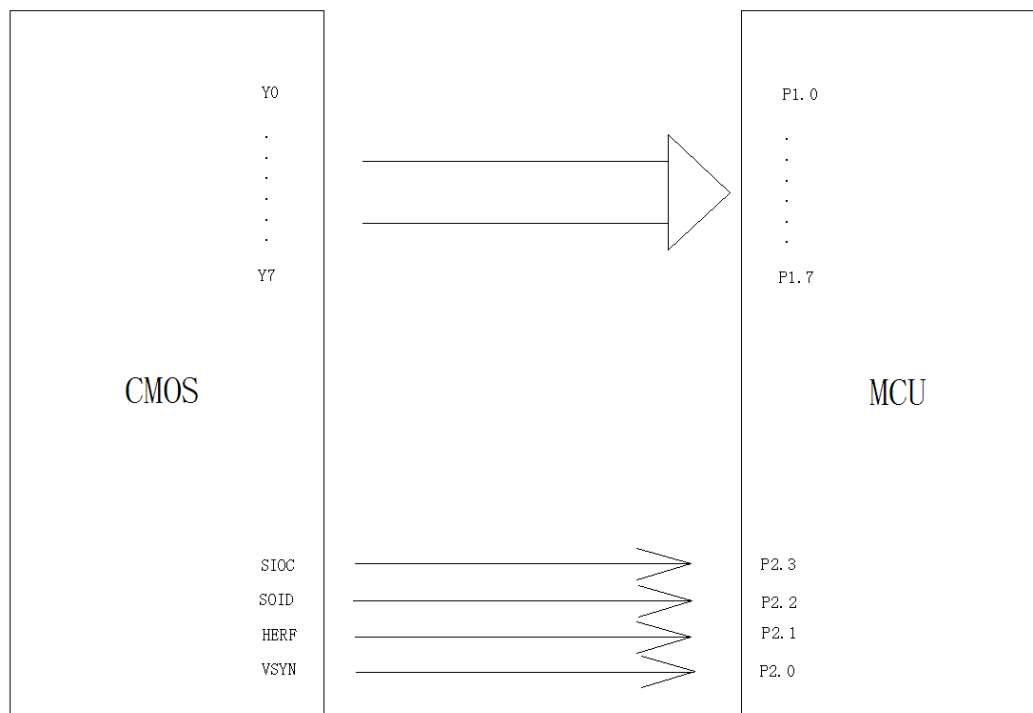 Y0
P1.0
Y7
P1.7
CMOS
MCU
SIOC
P2.3
SOID
P2.2
HERF
P2.1
VSYN
P2.0